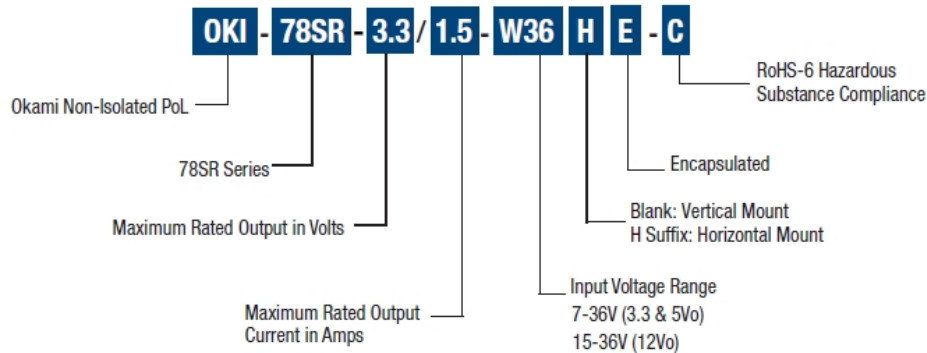 OKI - 78SR - 3.3 / 1.5 - W36 H E - C
RoHS-6 Hazardous
Substance Compliance
Okami Non-Isolated PoL
Encapsulated
78SR Series
Blank: Vertical Mount
H Suffix: Horizontal Mount
Maximum Rated Output in Volts
Input Voltage Range
7-36V (3.3 & 5Vo)
15-36V (12Vo)
Maximum Rated Output
Current in Amps